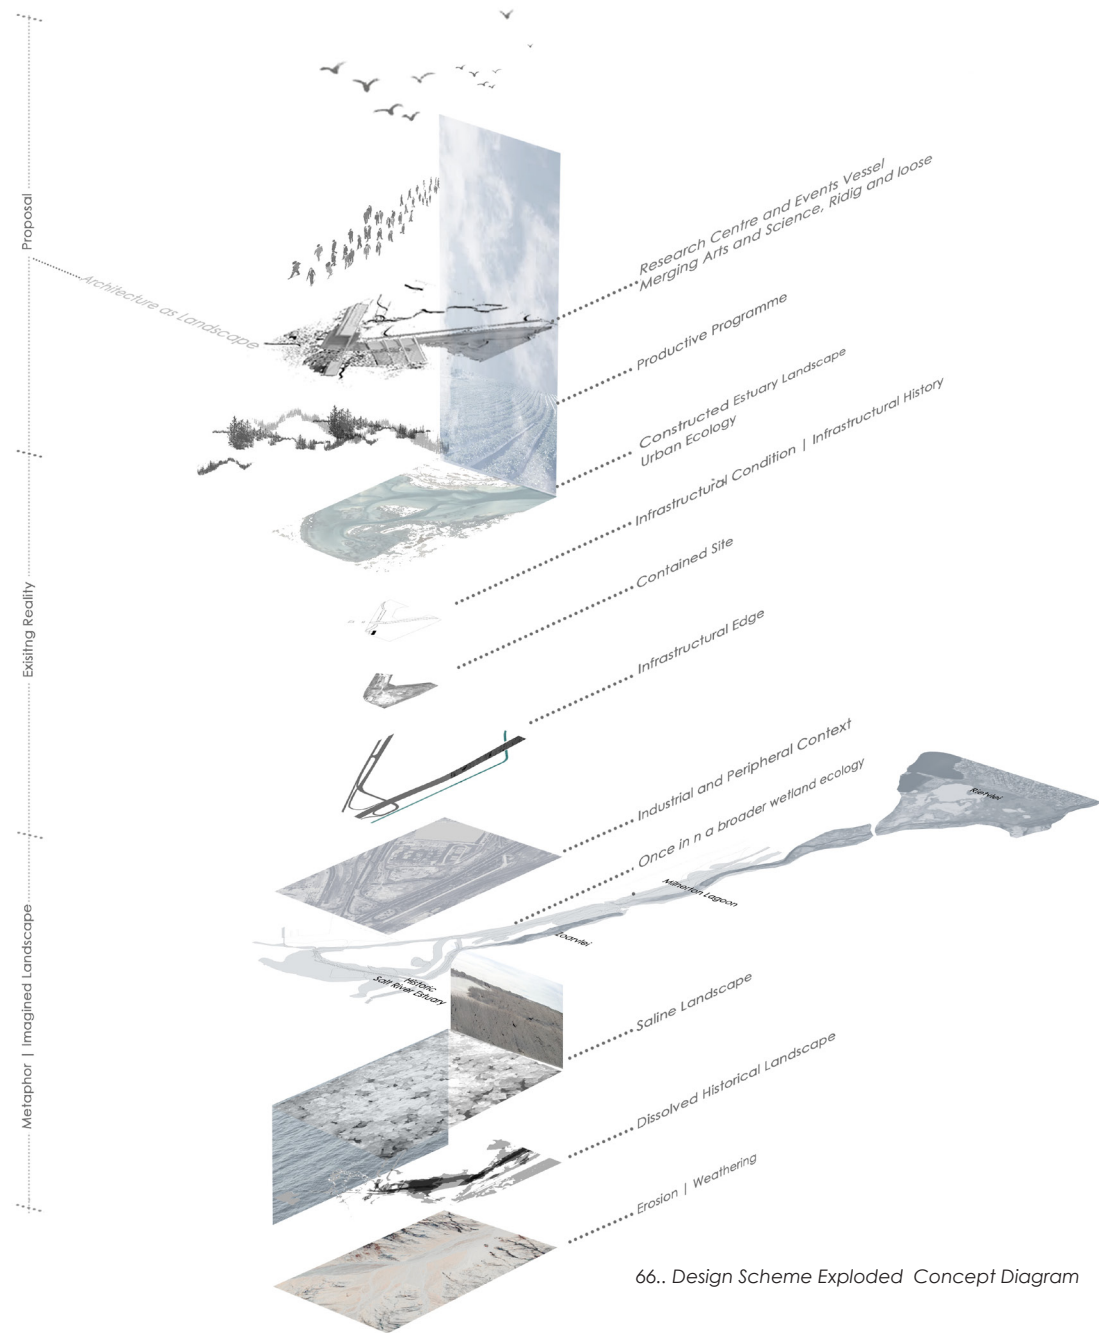 Proposal
Architecture as Landscape
Research Centre and Events Vessel
Merging Arts and Science, Ridig and loose
Productive Programme
Constructed Estuary Landscape
Urban Ecology
Infrastructural Condition | Infrastructural History
Exisitng Reality
Contained Site
Infrastructural Edge
Industrial and Peripheral Context
Once in n a broader wetland ecology
Rietvlei
Milnerton Lagoon
Zoarvlei
Historic
Salt River Estuary
Metaphor | Imagined Landscape
Saline Landscape
Dissolved Historical Landscape
Erosion | Weathering
66.. Design Scheme Exploded Concept Diagram